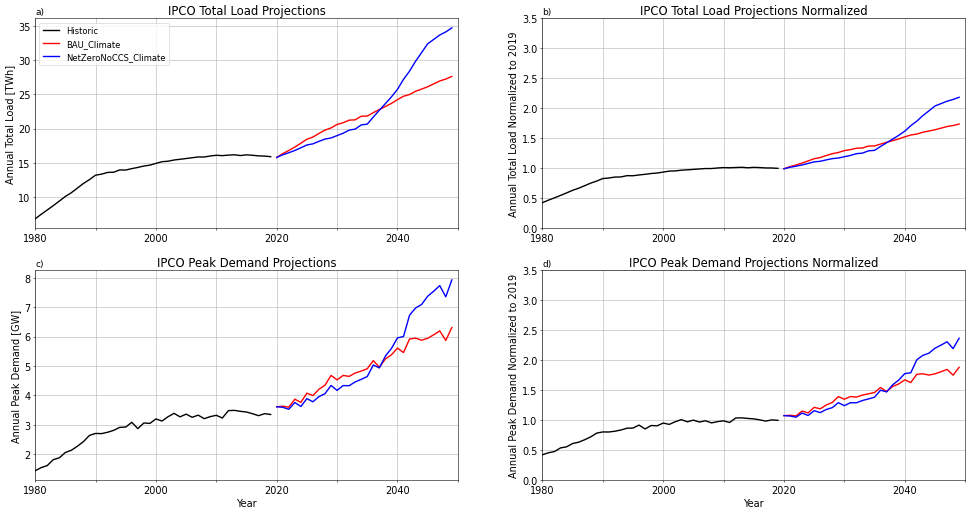 a)
IPCO Total Load Projections
Historic
BAU_Climate
NetZeroNoCCS_Climate
Annual Total Load [TWh]
35
30
25
20
15
10
1980
2000
2020
2040
b)
IPCO Total Load Projections Normalized
Annual Total Load Normalized to 2019
3.5
3.0
2.5
2.0
1.5
1.0
0.5
0.0
1980
2000
2020
2040
c)
IPCO Peak Demand Projections
Annual Peak Demand [GW]
8
7
6
5
4
3
2
1980
2000
2020
2040
Year
d)
IPCO Peak Demand Projections Normalized
Annual Peak Demand Normalized to 2019
3.5
3.0
2.5
2.0
1.5
1.0
0.5
0.0
1980
2000
2020
2040
Year